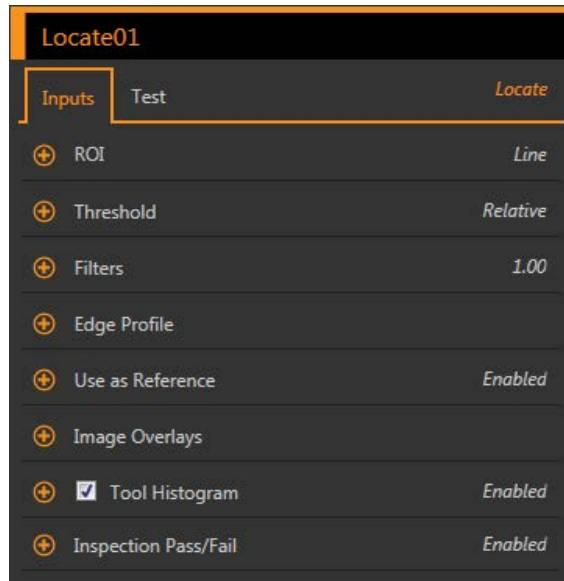 Locate01
Inputs Test Locate
ROI Line
Threshold Relative
Filters 1.00
Edge Profile
Use as Reference Enabled
Image Overlays
Tool Histogram Enabled
Inspection Pass/Fail Enabled